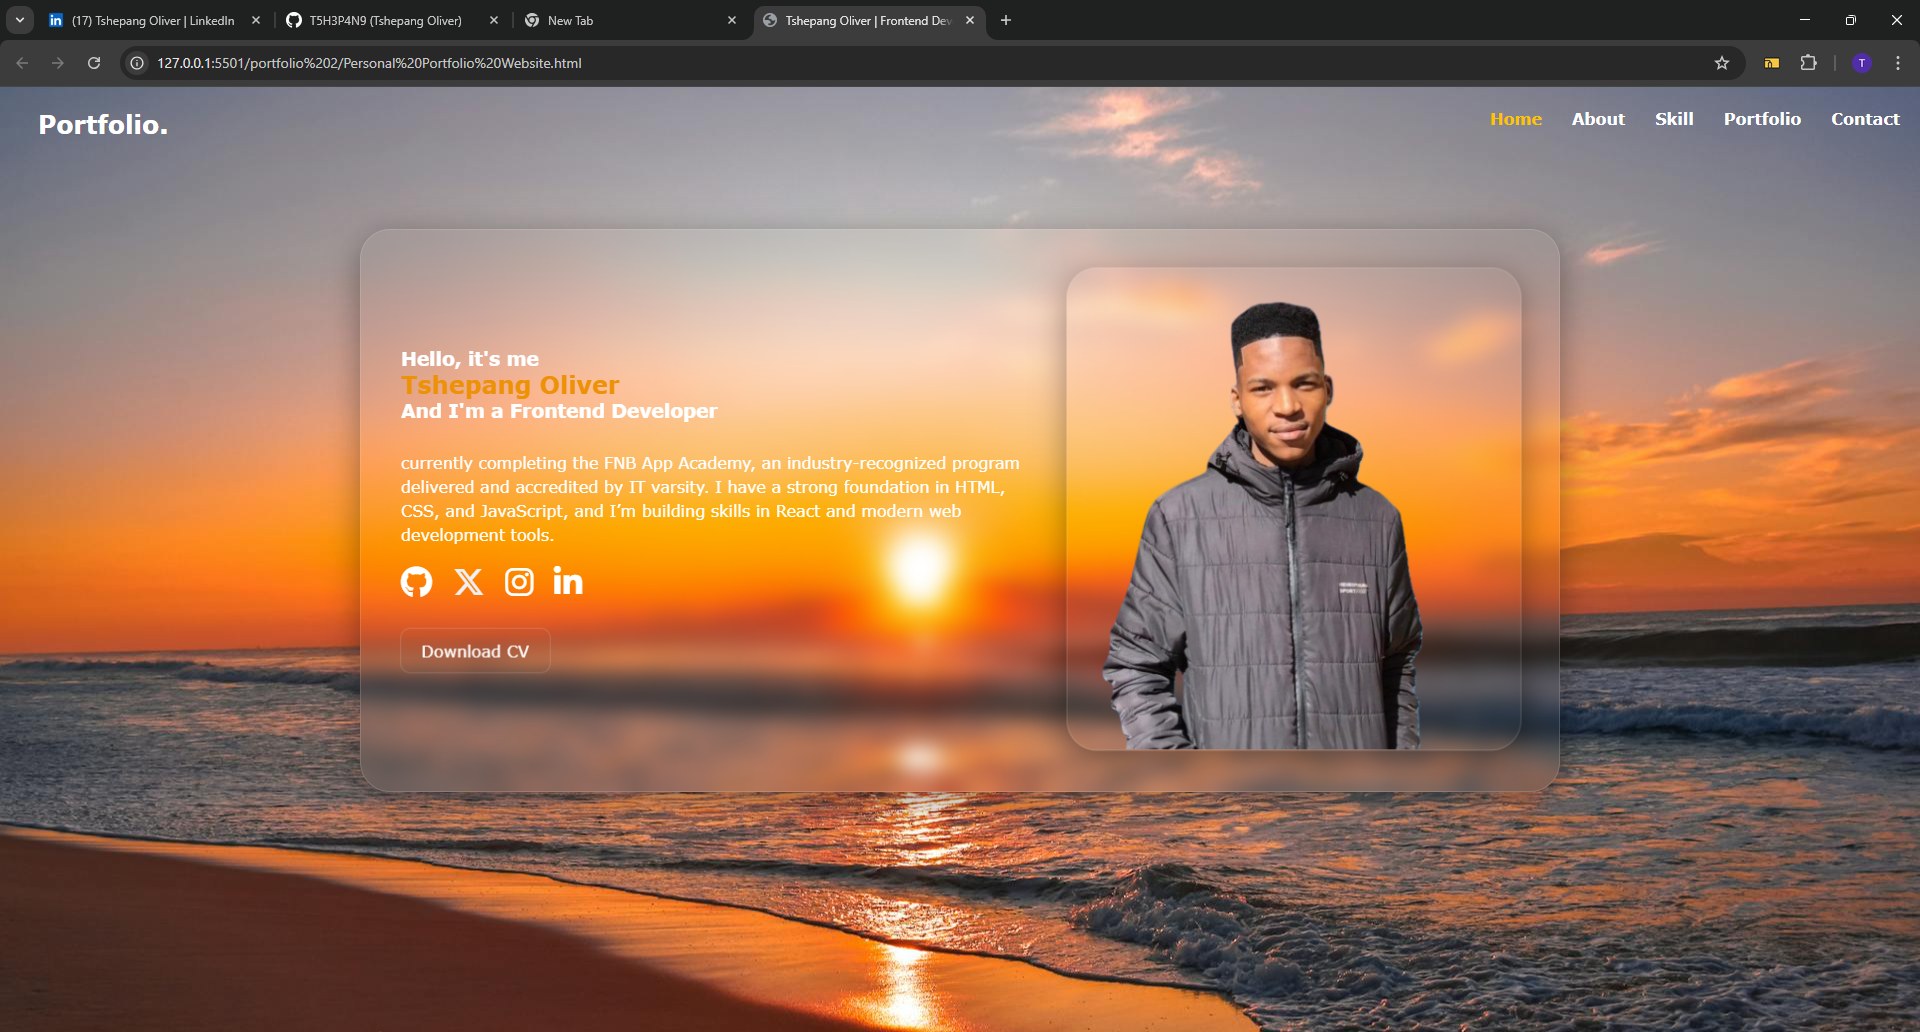 (17) Tshepang Oliver | LinkedIn
T5H3P4N9 (Tshepang Oliver)
New Tab
Tshepang Oliver | Frontend Dev
127.0.0.1:5501/portfolio%202/Personal%20Portfolio%20Website.html
T
Portfolio.
Home About Skill Portfolio Contact
Hello, it's me
Tshepang Oliver
And I'm a Frontend Developer
currently completing the FNB App Academy, an industry-recognized program
delivered and accredited by IT varsity. I have a strong foundation in HTML,
CSS, and JavaScript, and I’m building skills in React and modern web
development tools.
Download CV